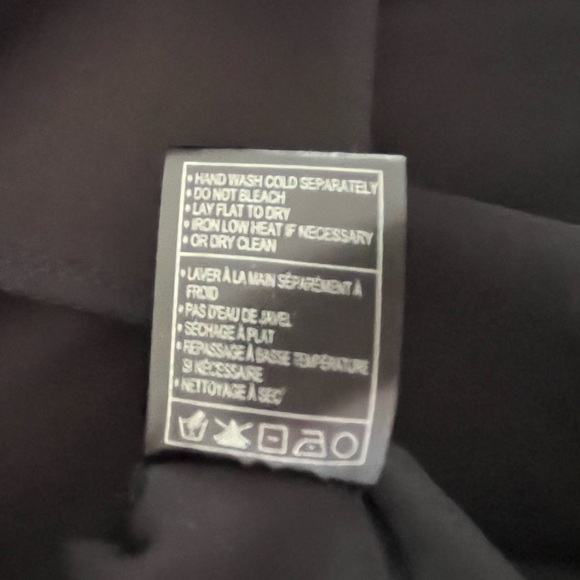 • HAND WASH COLD SEPARATELY
• DO NOT BLEACH
• LAY FLAT TO DRY
• IRON LOW HEAT IF NECESSARY
• OR DRY CLEAN
• LAVER À LA MAIN SÉPARÉMENT À
FROID
• PAS D'EAU DE JAVEL
• SÉCHAGE À PLAT
• REPASSAGE À BASSE TEMPÉRATURE
SI NÉCESSAIRE
• NETTOYAGE À SEC